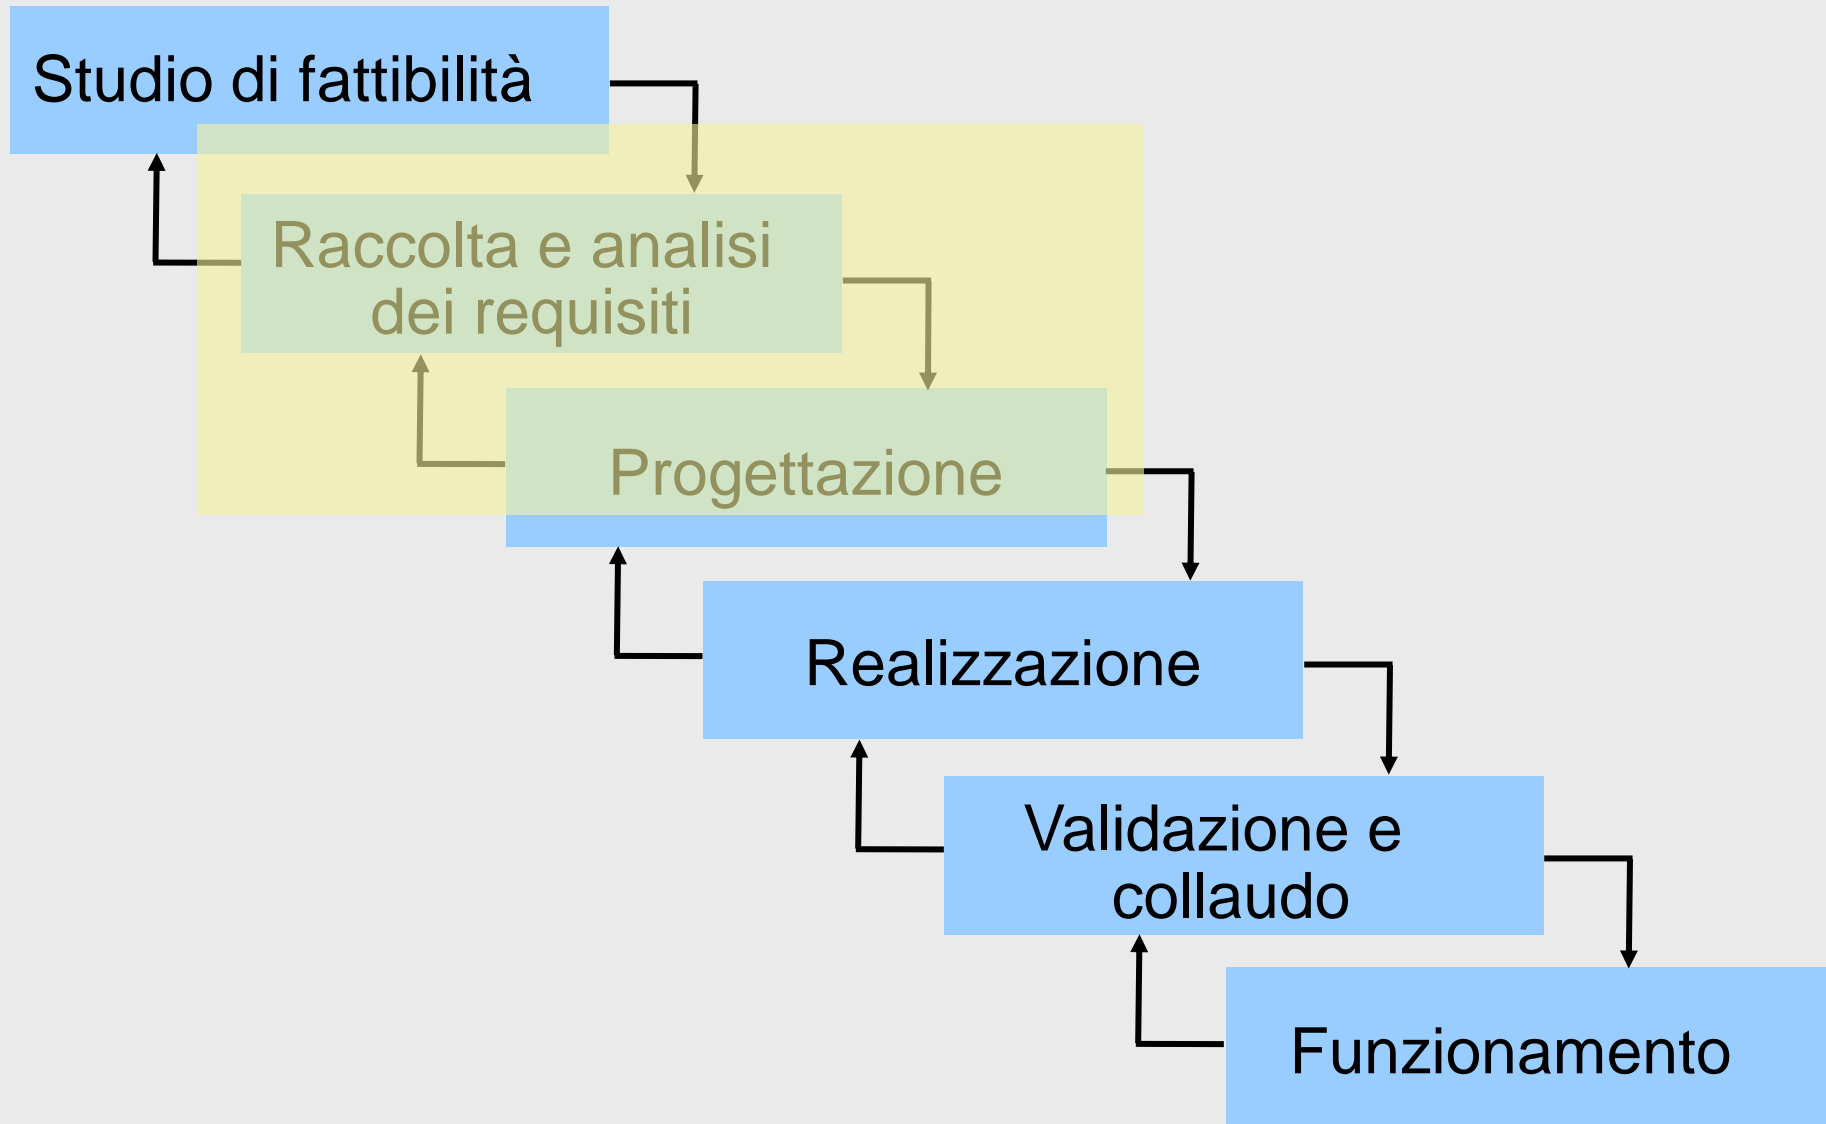 Studio di fattibilità
Raccolta e analisi
dei requisiti
Progettazione
Realizzazione
Validazione e
collaudo
Funzionamento